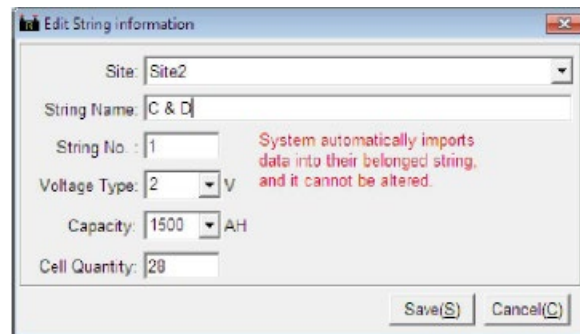 Edit String information
Site: Site2
String Name: C & D
String No. : 1
System automatically imports
data into their belonged string,
and it cannot be altered.
Voltage Type: 2 V
Capacity: 1500 AH
Cell Quantity: 28
Save(S) Cancel(C)